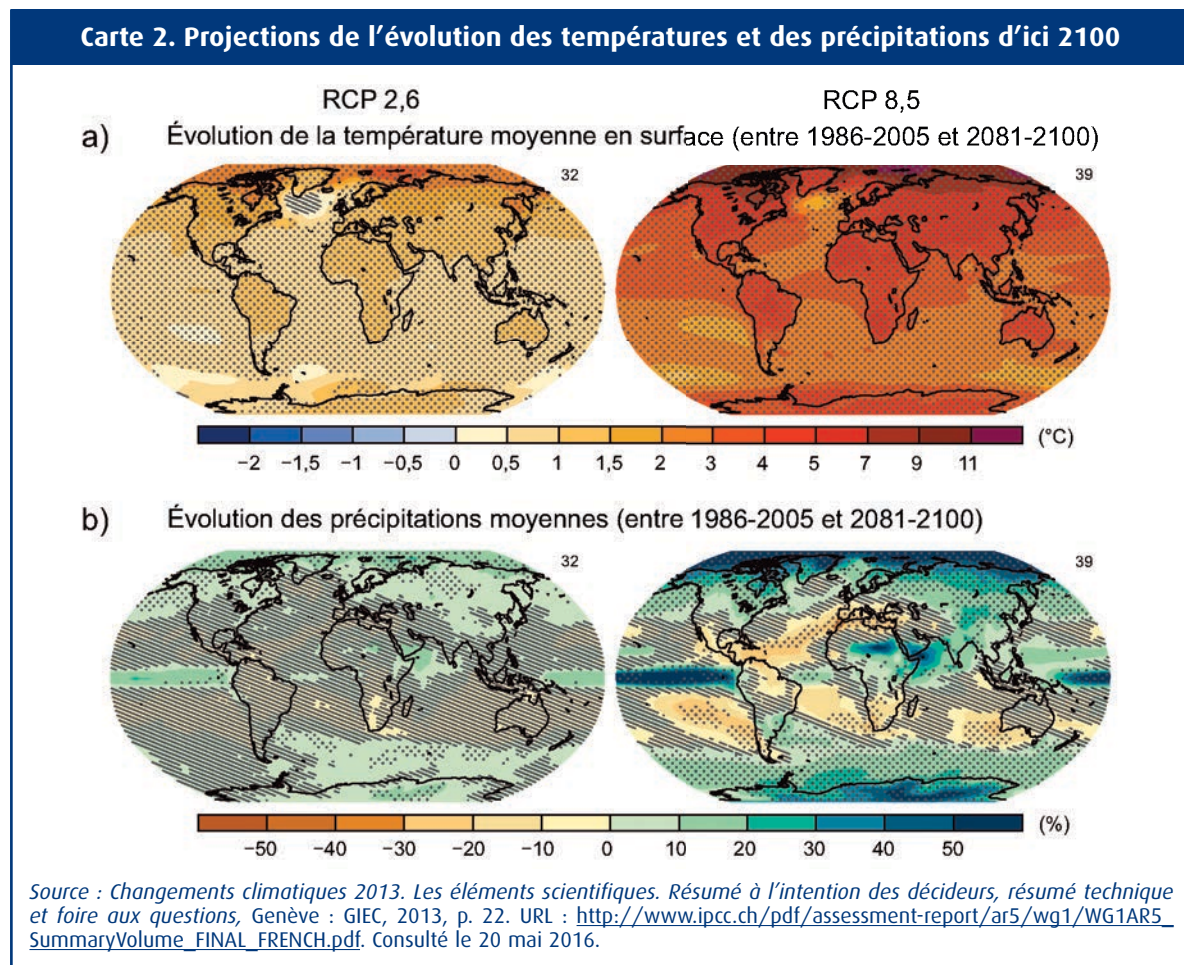 Carte 2. Projections de l’évolution des températures et des précipitations d’ici 2100
RCP 2,6
RCP 8,5
a) Évolution de la température moyenne en surface (entre 1986-2005 et 2081-2100)
32
39
−2 −1,5 −1 −0,5 0 0,5 1 1,5 2 3 4 5 7 9 11 (°C)
b) Évolution des précipitations moyennes (entre 1986-2005 et 2081-2100)
32
39
−50 −40 −30 −20 −10 0 10 20 30 40 50 (%)
Source : Changements climatiques 2013. Les éléments scientifiques. Résumé à l’intention des décideurs, résumé technique
et foire aux questions, Genève : GIEC, 2013, p. 22. URL : http://www.ipcc.ch/pdf/assessment-report/ar5/wg1/WG1AR5_
SummaryVolume_FINAL_FRENCH.pdf. Consulté le 20 mai 2016.